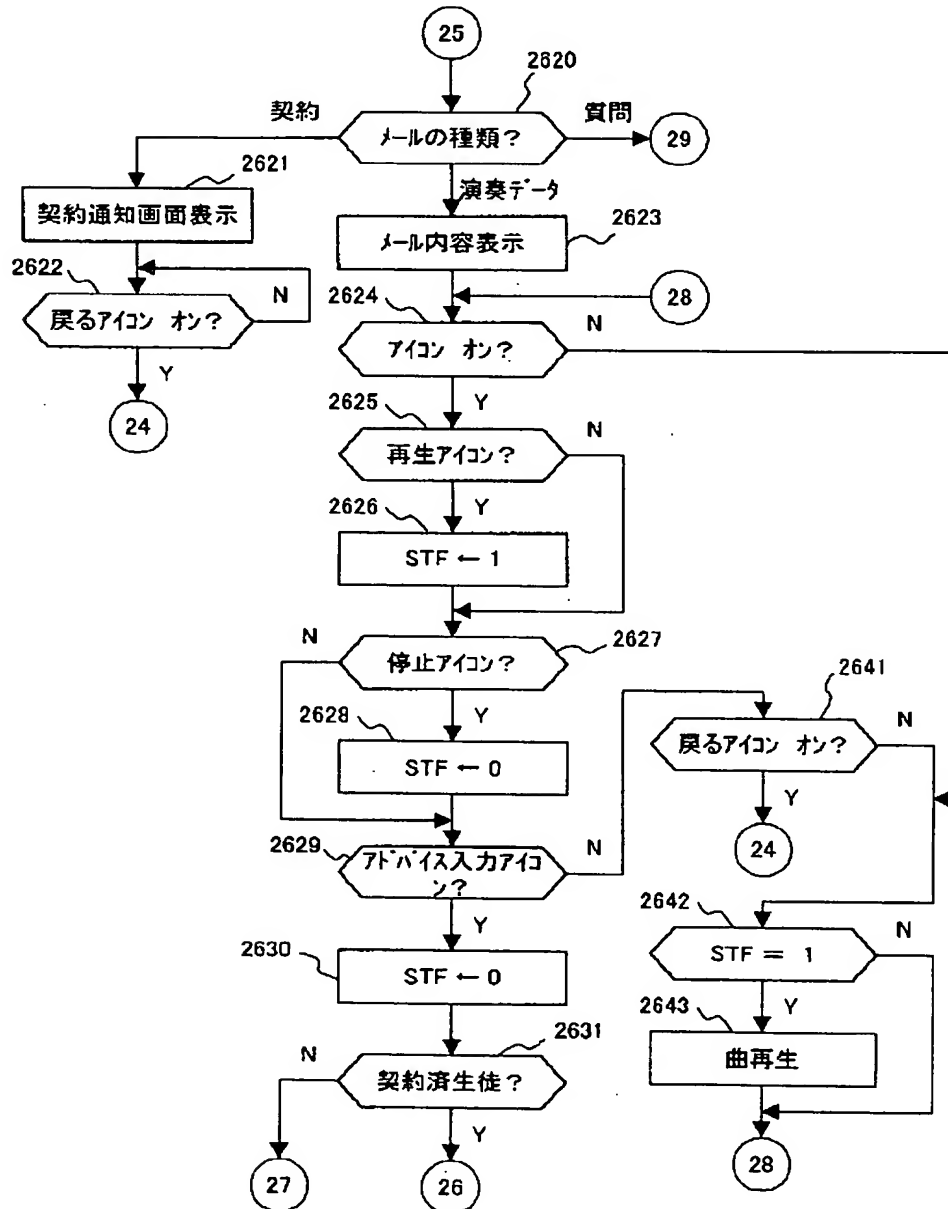 25
2620
メールの種類?
契約
質問
29
2621
契約通知画面表示
演奏データ
2623
メール内容表示
2622
戻るアイコン オン?
N
Y
24
28
2624
アイコン オン?
N
Y
2625
再生アイコン?
N
Y
2626
STF ← 1
2627
停止アイコン?
N
Y
2628
STF ← 0
2629
アドバイス入力アイコ
ン?
N
Y
2641
戻るアイコン オン?
N
Y
24
2630
STF ← 0
2642
STF = 1
N
Y
2643
曲再生
28
2631
契約済生徒?
N
Y
27
26